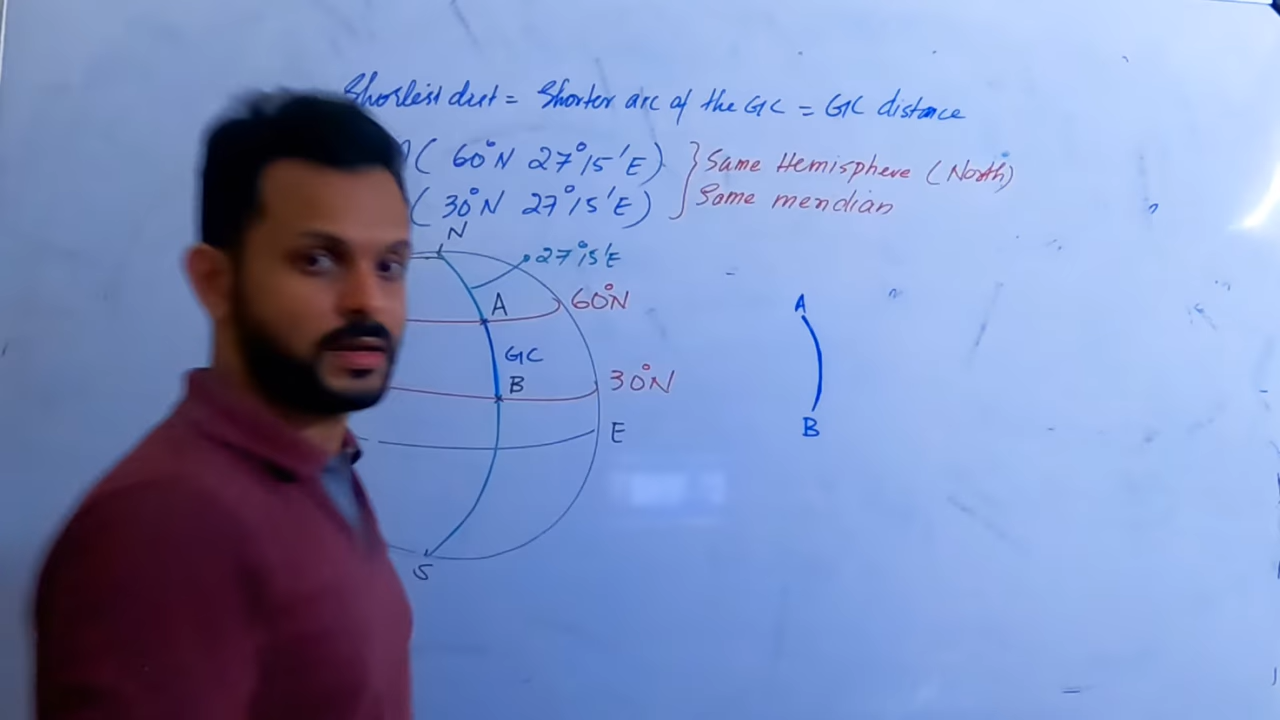 Shortest dist = Shorter arc of the GC = GC distance
( 60°N 27°15'E) } Same Hemisphere (North)
( 30°N 27°15'E) Same meridian
N
27°15'E
A
60°N
A
GC
B
30°N
B
E
S